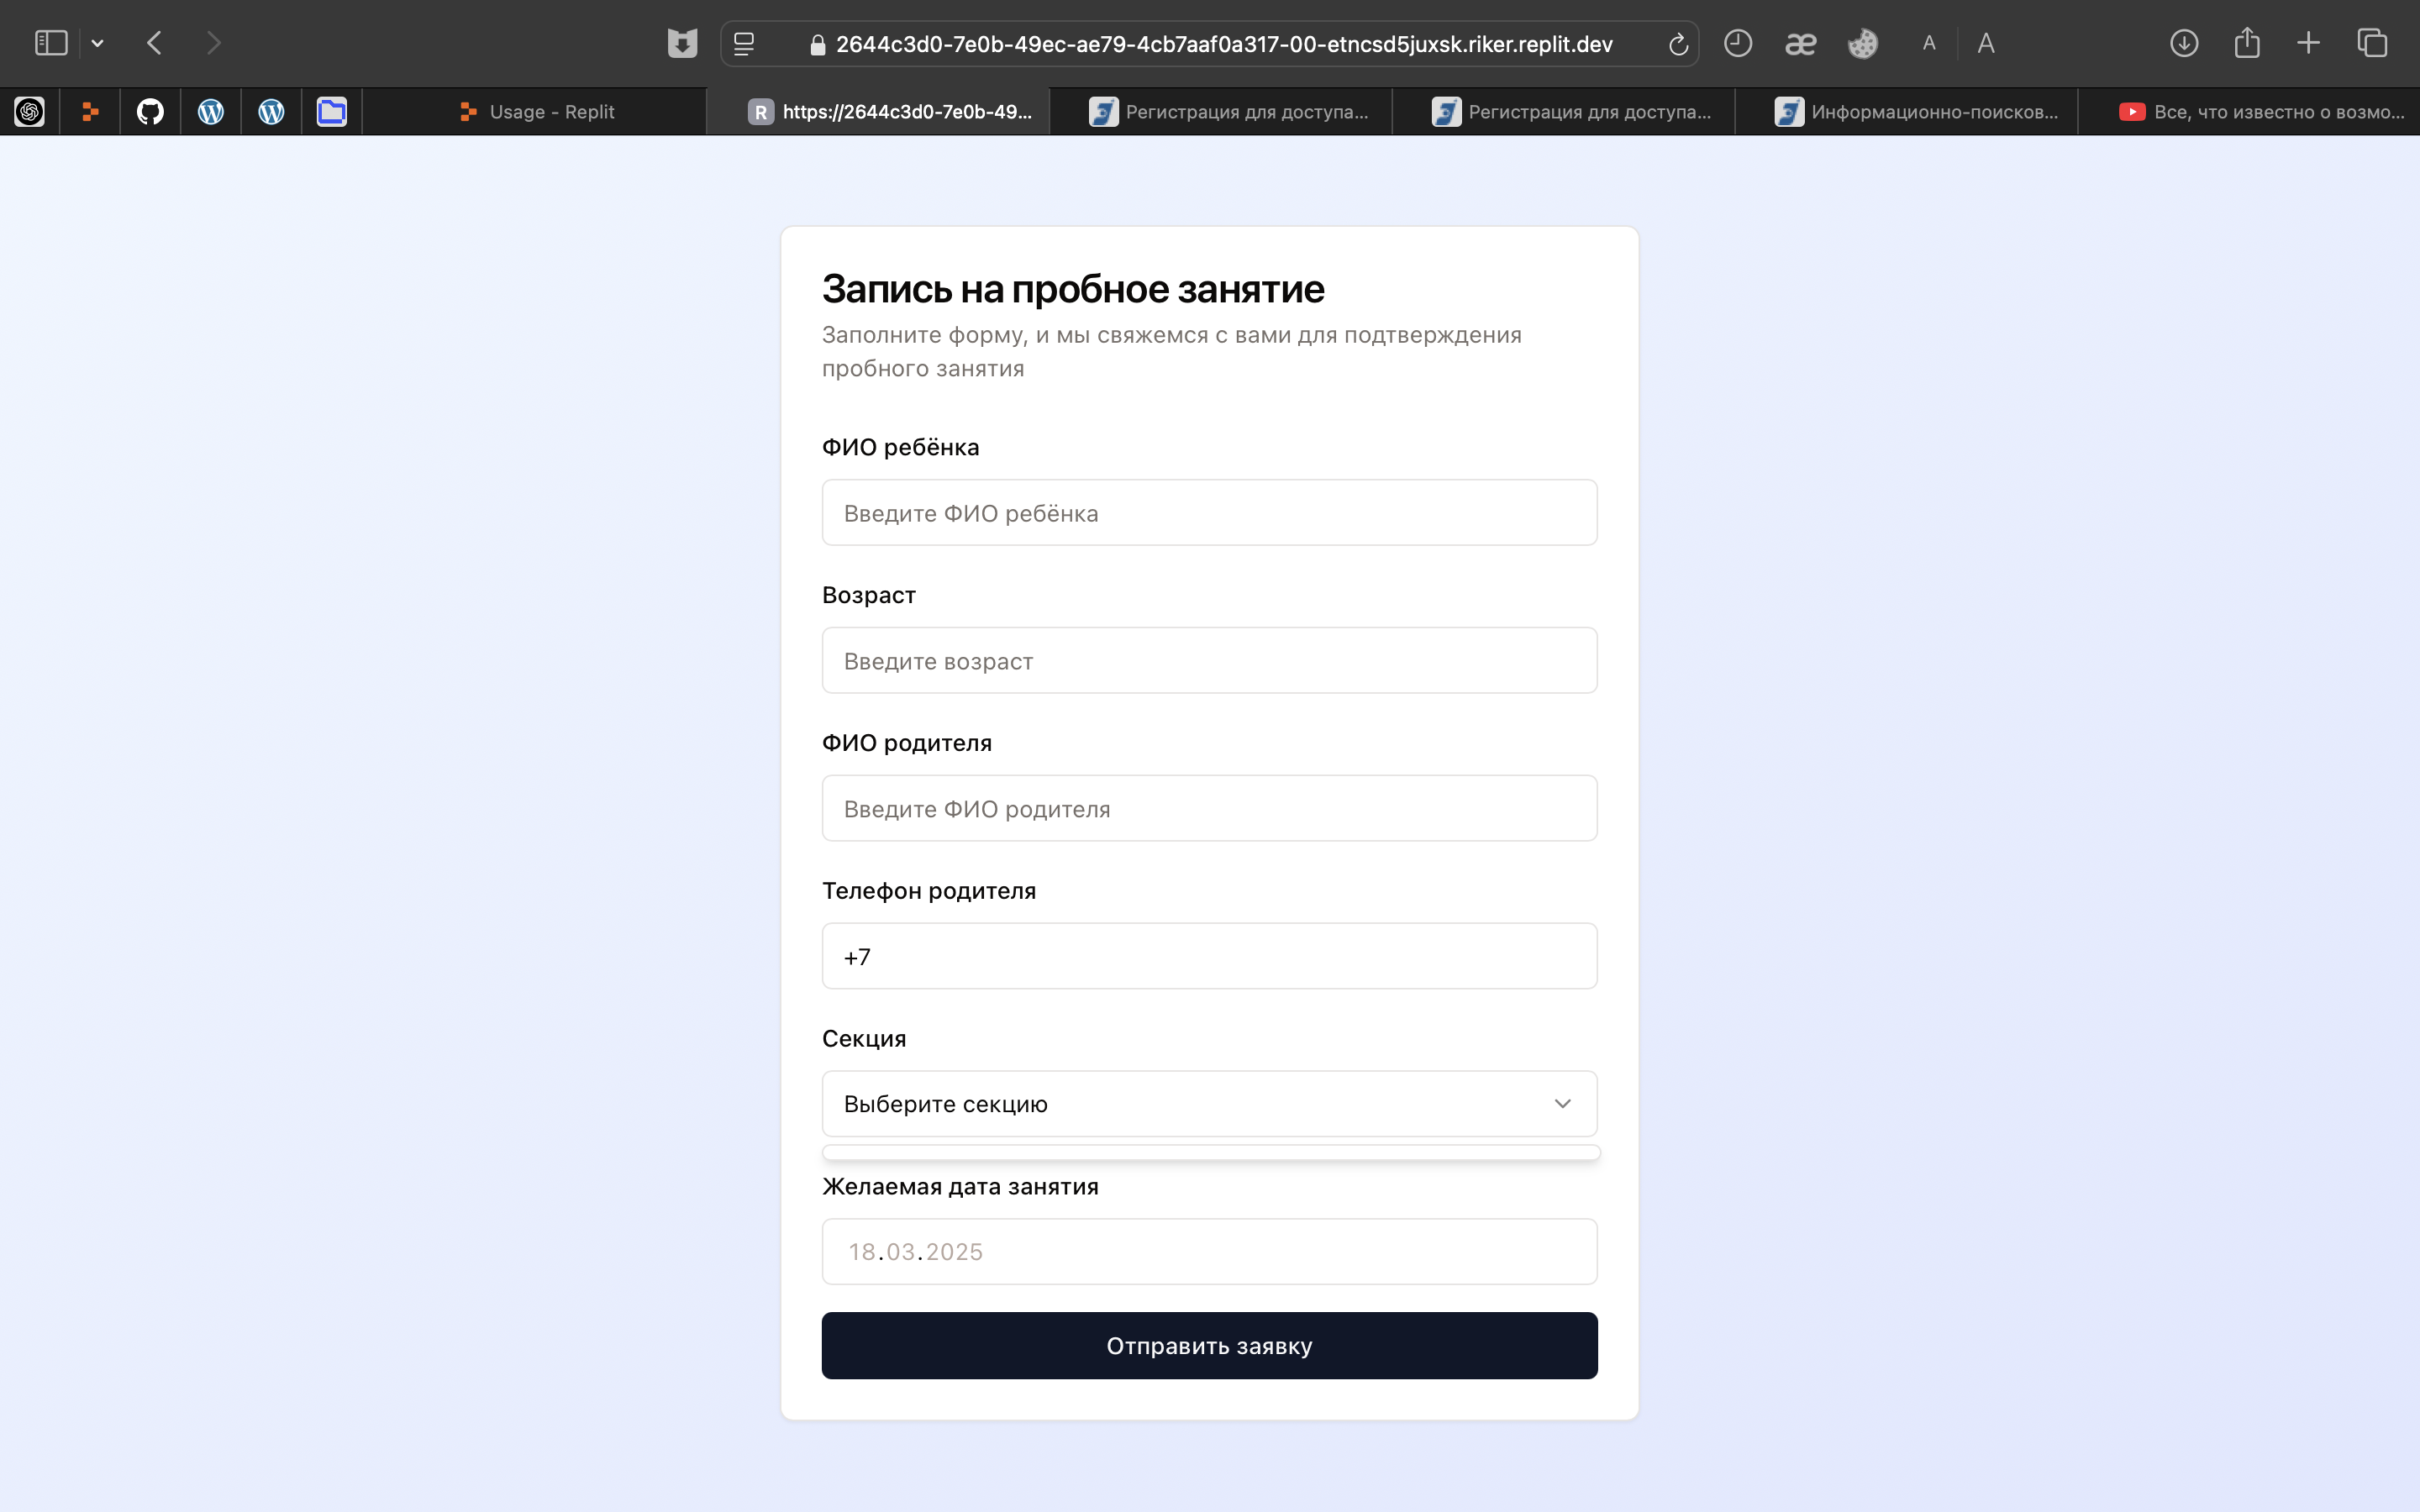 2644c3d0-7e0b-49ec-ae79-4cb7aaf0a317-00-etncsd5juxsk.riker.replit.dev
A A
Usage - Replit
R https://2644c3d0-7e0b-49...
Регистрация для доступа...
Регистрация для доступа...
Информационно-поисков...
Все, что известно о возмо...
Запись на пробное занятие
Заполните форму, и мы свяжемся с вами для подтверждения
пробного занятия
ФИО ребёнка
Введите ФИО ребёнка
Возраст
Введите возраст
ФИО родителя
Введите ФИО родителя
Телефон родителя
+7
Секция
Выберите секцию
Желаемая дата занятия
18.03.2025
Отправить заявку